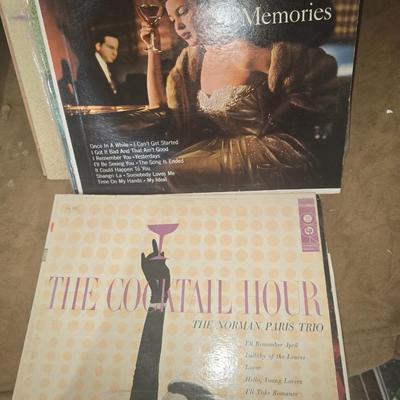 Memories
Once In A While • I Can't Get Started
I Got It Bad And That Ain't Good
I Remember You • Yesterdays
I'll Be Seeing You • The Song Is Ended
It Could Happen To You
Shangri La • Somebody Loves Me
Time On My Hands • My Ideal
THE COCKTAIL HOUR
THE NORMAN PARIS TRIO
I'll Remember April
Lullaby of the Leaves
Lover
Hello, Young Lovers
I'll Take Romance